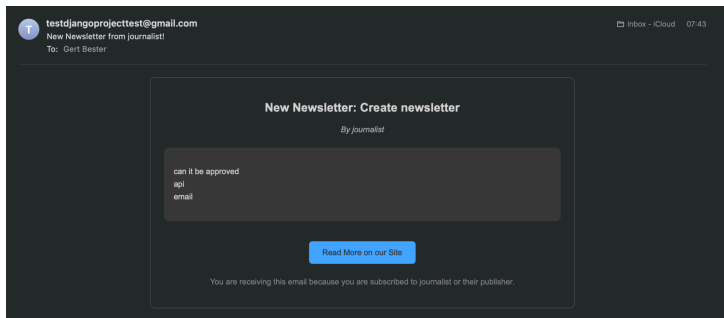 T
testdjangoprojecttest@gmail.com
Inbox – iCloud 07:43
New Newsletter from journalist!
To: Gert Bester
New Newsletter: Create newsletter
By journalist
can it be approved
api
email
Read More on our Site
You are receiving this email because you are subscribed to journalist or their publisher.